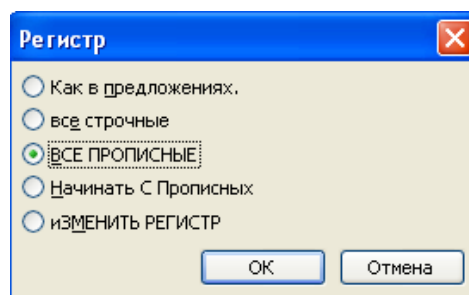 Регистр
Как в предложениях.
все строчные
ВСЕ ПРОПИСНЫЕ
Начинать С Прописных
иЗМЕНИТЬ РЕГИСТР
ОК
Отмена